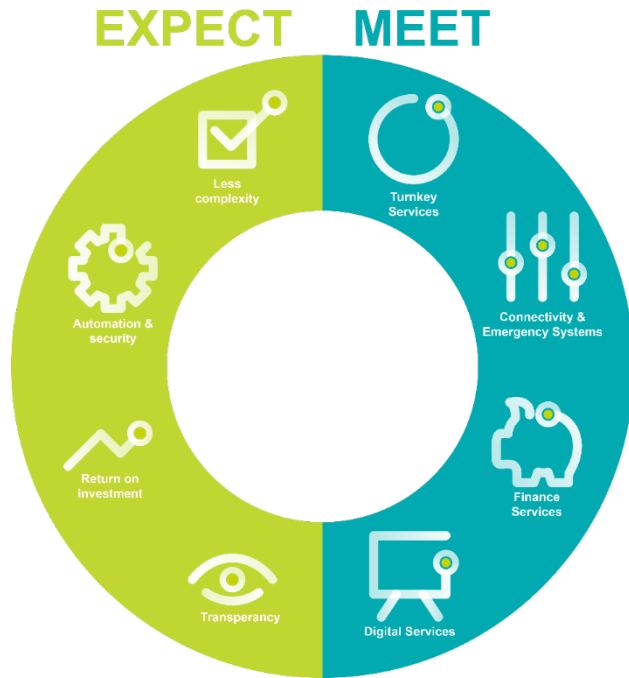 EXPECT MEET
Less
complexity
Automation &
security
Return on
investment
Transperancy
Turnkey
Services
Connectivity &
Emergency Systems
Finance
Services
Digital Services